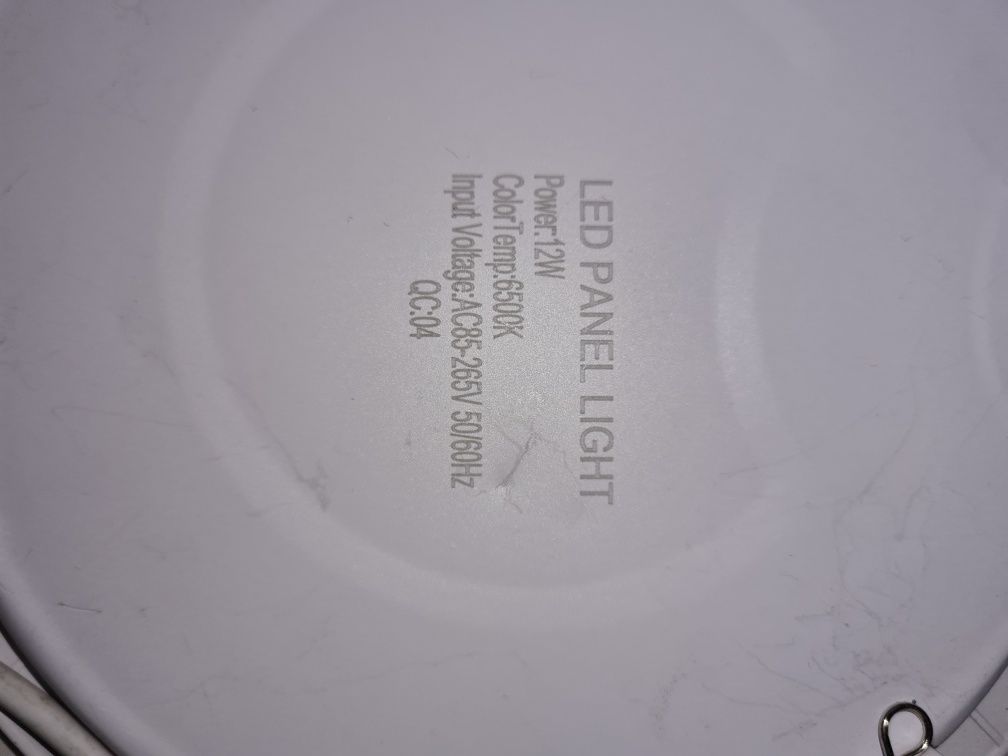 LED PANEL LIGHT
Power:12W
ColorTemp:6500K
Input Voltage:AC85-265V 50/60Hz
QC:04